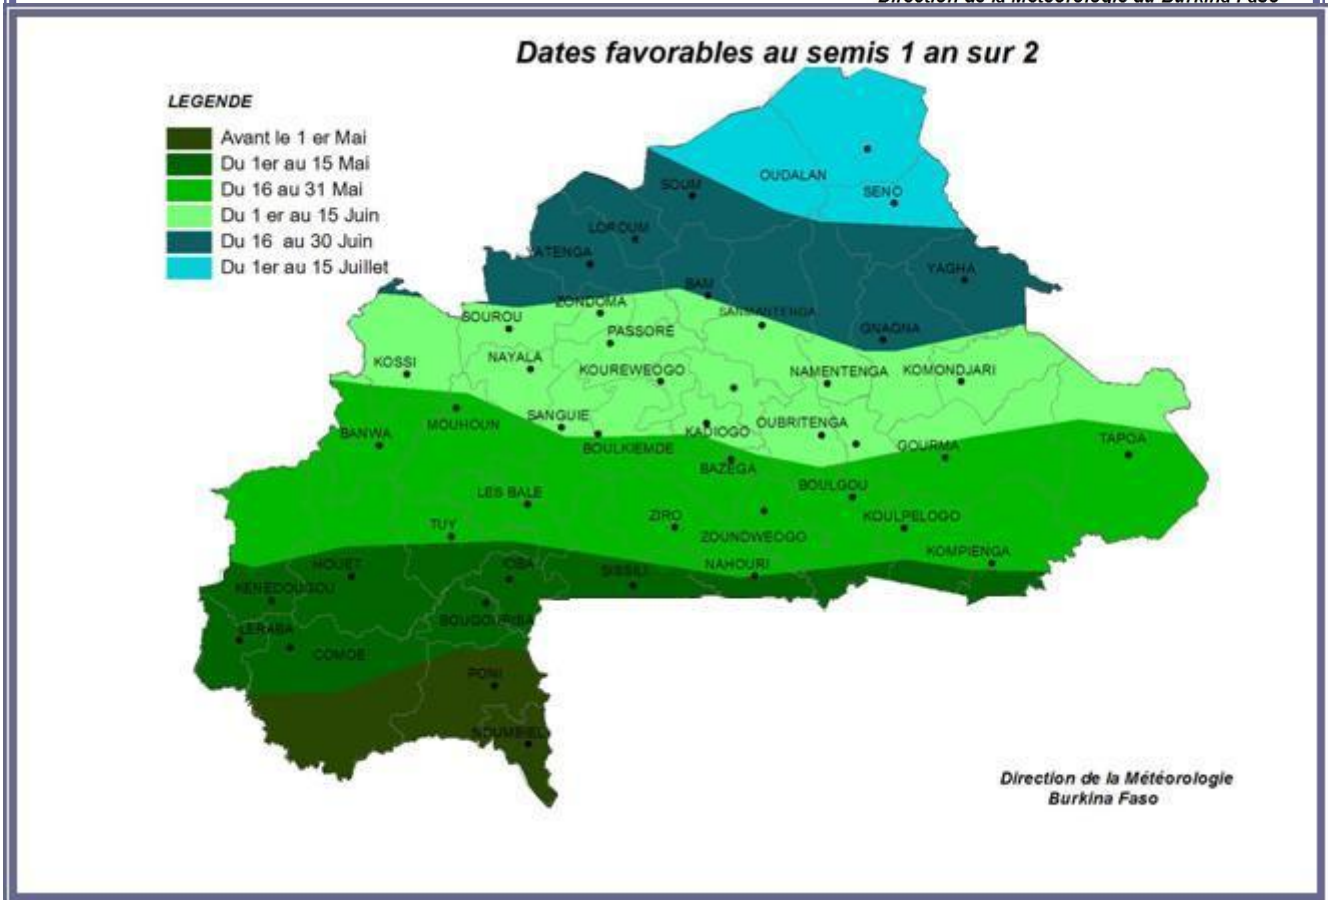 Direction de la Météorologie du Burkina Faso
Dates favorables au semis 1 an sur 2
LEGENDE
Avant le 1 er Mai
Du 1er au 15 Mai
Du 16 au 31 Mai
Du 1 er au 15 Juin
Du 16 au 30 Juin
Du 1er au 15 Juillet
OUDALAN
SOUM
SENO
LOROUM
YATENGA
YAGHA
BAM
ZONDOMA
SANMANTENGA
SOUROU
PASSORE
GNAGNA
KOSSI
NAYALA
KOUREWEOGO
NAMENTENGA
KOMONDJARI
SANGUIE
MOUHOUN
KADIOGO
OUBRITENGA
BANWA
BOULKIEMDE
GOURMA
TAPOA
BAZEGA
BOULGOU
LES BALE
ZIRO
KOULPELOGO
TUY
ZOUNDWEOGO
KOMPIENGA
HOUET
IOBA
SISSILI
NAHOURI
KENEDOUGOU
BOUGOURIBA
LERABA
COMOE
PONI
NOUMBIEL
Direction de la Météorologie
Burkina Faso